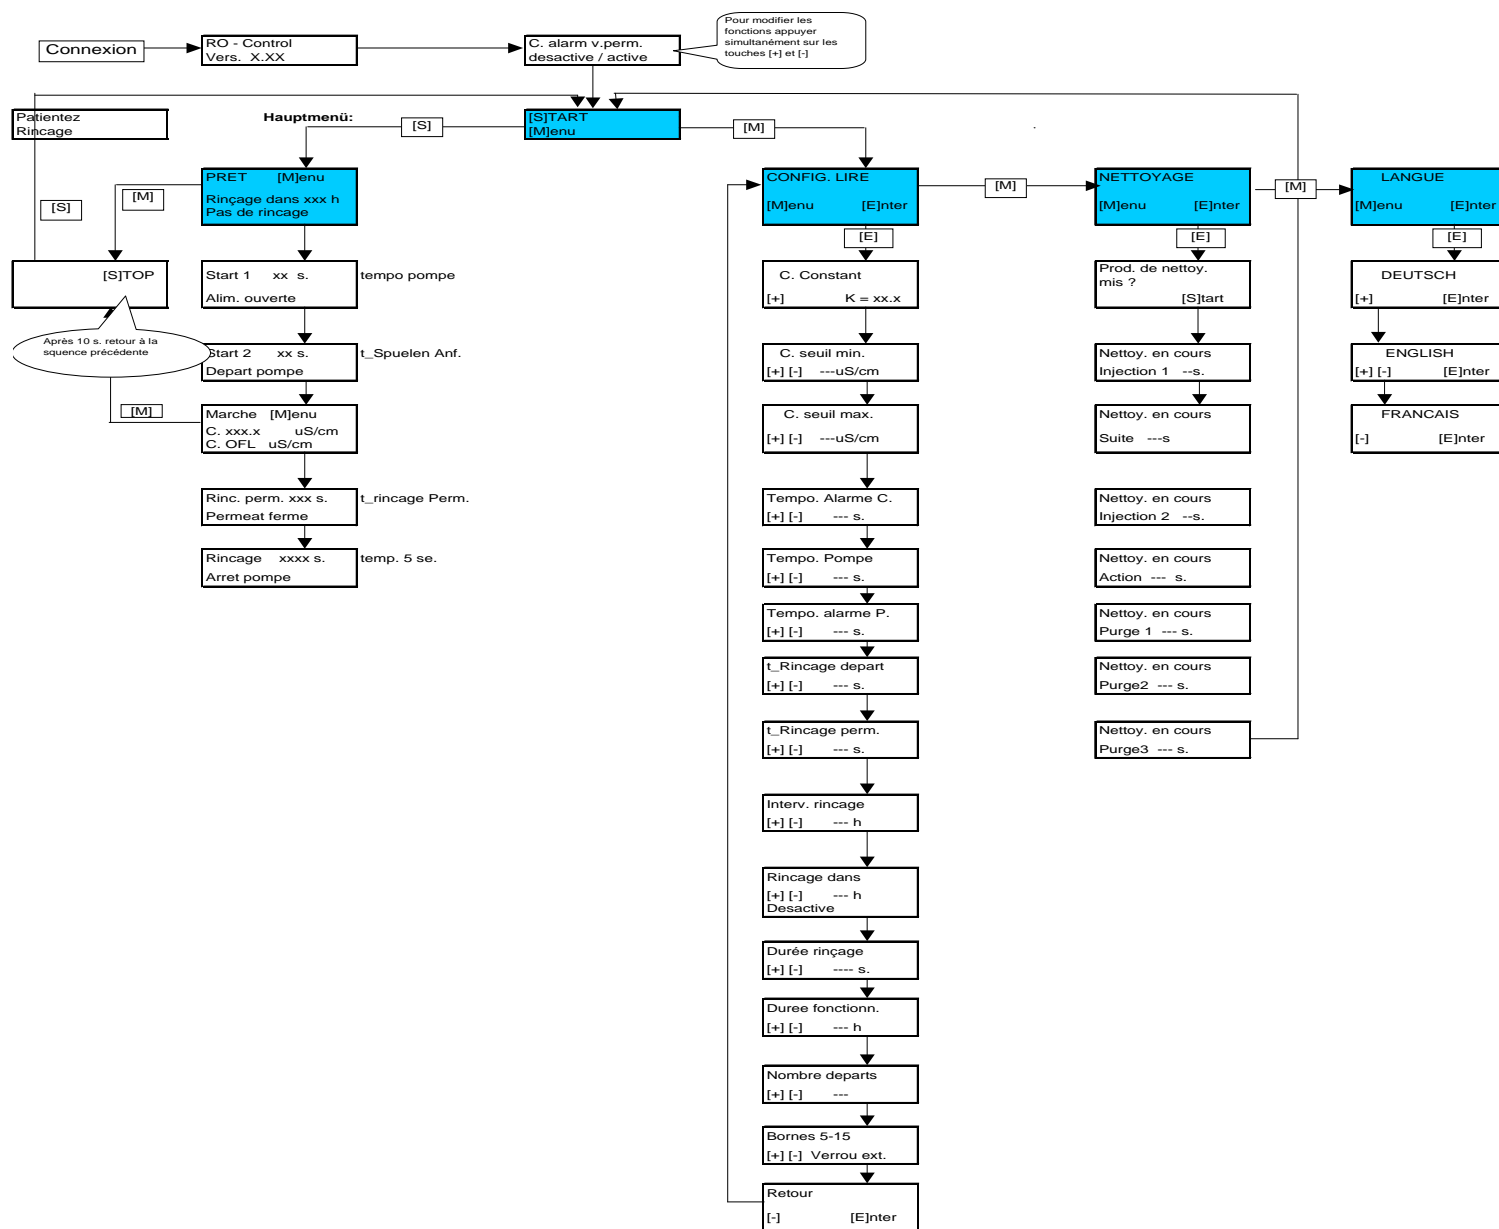 Connexion
RO - Control
Vers.  X.XX
C. alarm v.perm.
desactive / active
Pour modifier les
fonctions appuyer
simultanément sur les
touches [+] et [-]
Patientez
Rincage
Hauptmenü:
[S]
[S]TART
[M]enu
[M]
PRET [M]enu
Rinçage dans xxx h
Pas de rincage
[M]
[S]
[S]TOP
Après 10 s. retour à la
squence précédente
Start 1 xx s.
Alim. ouverte
tempo pompe
Start 2 xx s.
Depart pompe
t_Spuelen Anf.
[M]
Marche [M]enu
C. xxx.x uS/cm
C. OFL uS/cm
Rinc. perm. xxx s.
Permeat ferme
t_rincage Perm.
Rincage xxxx s.
Arret pompe
temp. 5 se.
CONFIG. LIRE
[M]enu [E]nter
[E]
C. Constant
[+] K = xx.x
C. seuil min.
[+] [-] ---uS/cm
C. seuil max.
[+] [-] ---uS/cm
Tempo. Alarme C.
[+] [-] --- s.
Tempo. Pompe
[+] [-] --- s.
Tempo. alarme P.
[+] [-] --- s.
t_Rincage depart
[+] [-] --- s.
t_Rincage perm.
[+] [-] --- s.
Interv. rincage
[+] [-] --- h
Rincage dans
[+] [-] --- h
Desactive
Durée rinçage
[+] [-] ---- s.
Duree fonctionn.
[+] [-] --- h
Nombre departs
[+] [-] ---
Bornes 5-15
[+] [-] Verrou ext.
Retour
[-] [E]nter
[M]
NETTOYAGE
[M]enu [E]nter
[E]
Prod. de nettoy.
mis ?
[S]tart
Nettoy. en cours
Injection 1 --s.
Nettoy. en cours
Suite ---s
Nettoy. en cours
Injection 2 --s.
Nettoy. en cours
Action --- s.
Nettoy. en cours
Purge 1 --- s.
Nettoy. en cours
Purge2 --- s.
Nettoy. en cours
Purge3 --- s.
[M]
LANGUE
[M]enu [E]nter
[E]
DEUTSCH
[+] [E]nter
ENGLISH
[+] [-] [E]nter
FRANCAIS
[-] [E]nter